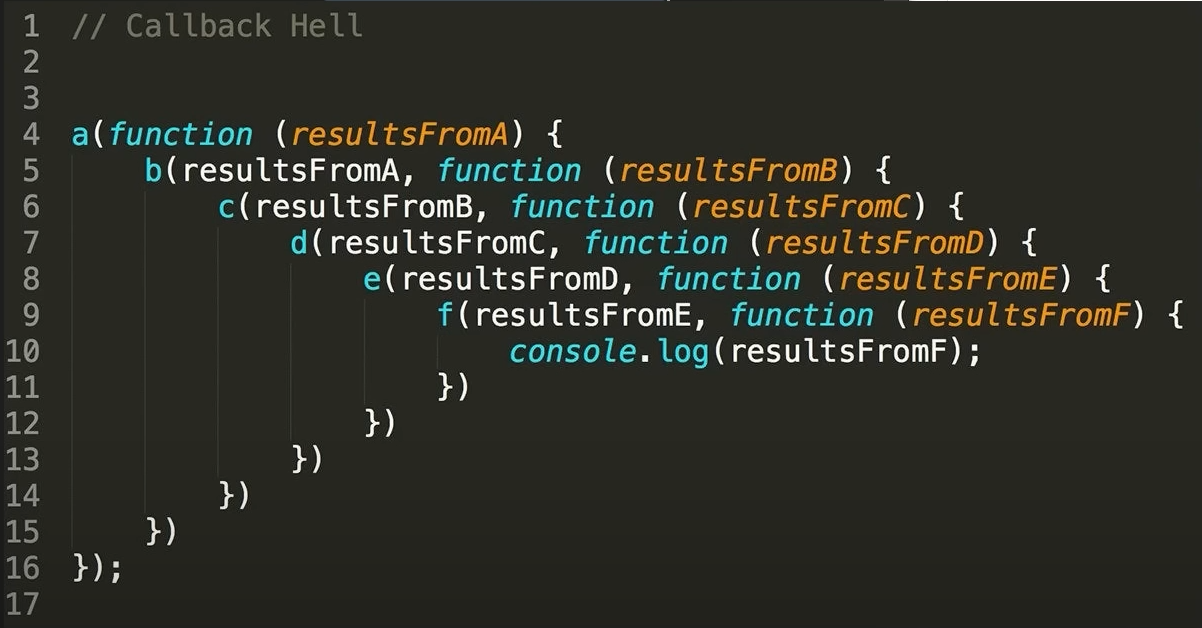 1 // Callback Hell
2
3
4 a(function (resultsFromA) {
5     b(resultsFromA, function (resultsFromB) {
6         c(resultsFromB, function (resultsFromC) {
7             d(resultsFromC, function (resultsFromD) {
8                 e(resultsFromD, function (resultsFromE) {
9                     f(resultsFromE, function (resultsFromF) {
10                         console.log(resultsFromF);
11                     })
12                 })
13             })
14         })
15     })
16 });
17